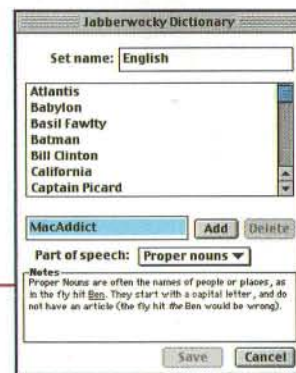 Jabberwocky Dictionary
Set name: English
Atlantis
Babylon
Basil Fawlty
Batman
Bill Clinton
California
Captain Picard
MacAddict Add Delete
Part of speech: Proper nouns
Notes
Proper Nouns are often the names of people or places, as
in the fly hit Ben. They start with a capital letter, and do
not have an article (the fly hit the Ben would be wrong).
Save Cancel